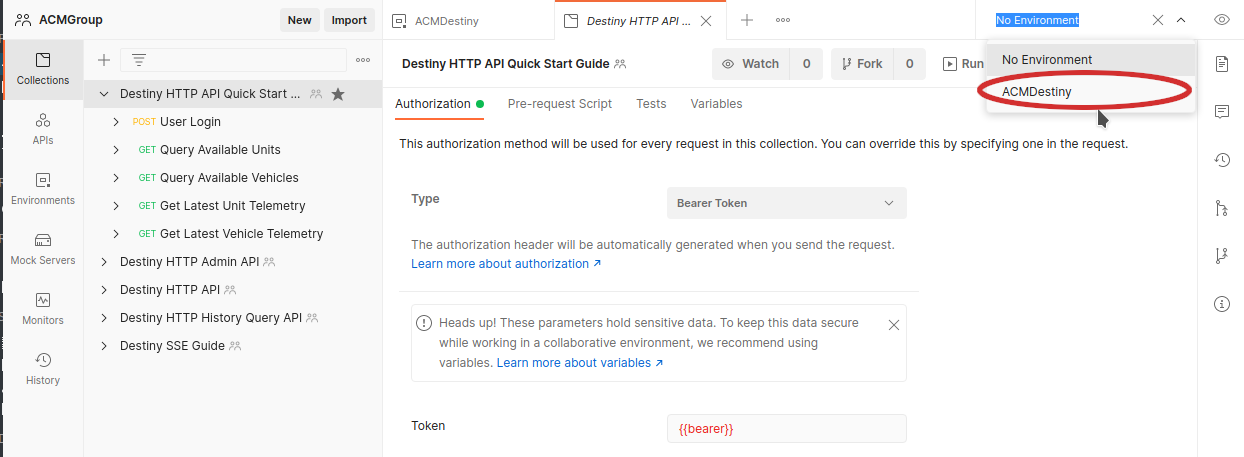 ACMGroup
New
Import
ACMDestiny
Destiny HTTP API ...
No Environment
Collections
APIs
Environments
Mock Servers
Monitors
History
Destiny HTTP API Quick Start ...
POST User Login
GET Query Available Units
GET Query Available Vehicles
GET Get Latest Unit Telemetry
GET Get Latest Vehicle Telemetry
Destiny HTTP Admin API
Destiny HTTP API
Destiny HTTP History Query API
Destiny SSE Guide
Destiny HTTP API Quick Start Guide
Watch 0
Fork 0
Run
No Environment
ACMDestiny
Authorization
Pre-request Script
Tests
Variables
This authorization method will be used for every request in this collection. You can override this by specifying one in the request.
Type
Bearer Token
The authorization header will be automatically generated when you send the request.
Learn more about authorization ↗
Heads up! These parameters hold sensitive data. To keep this data secure
while working in a collaborative environment, we recommend using
variables. Learn more about variables ↗
Token
{{bearer}}